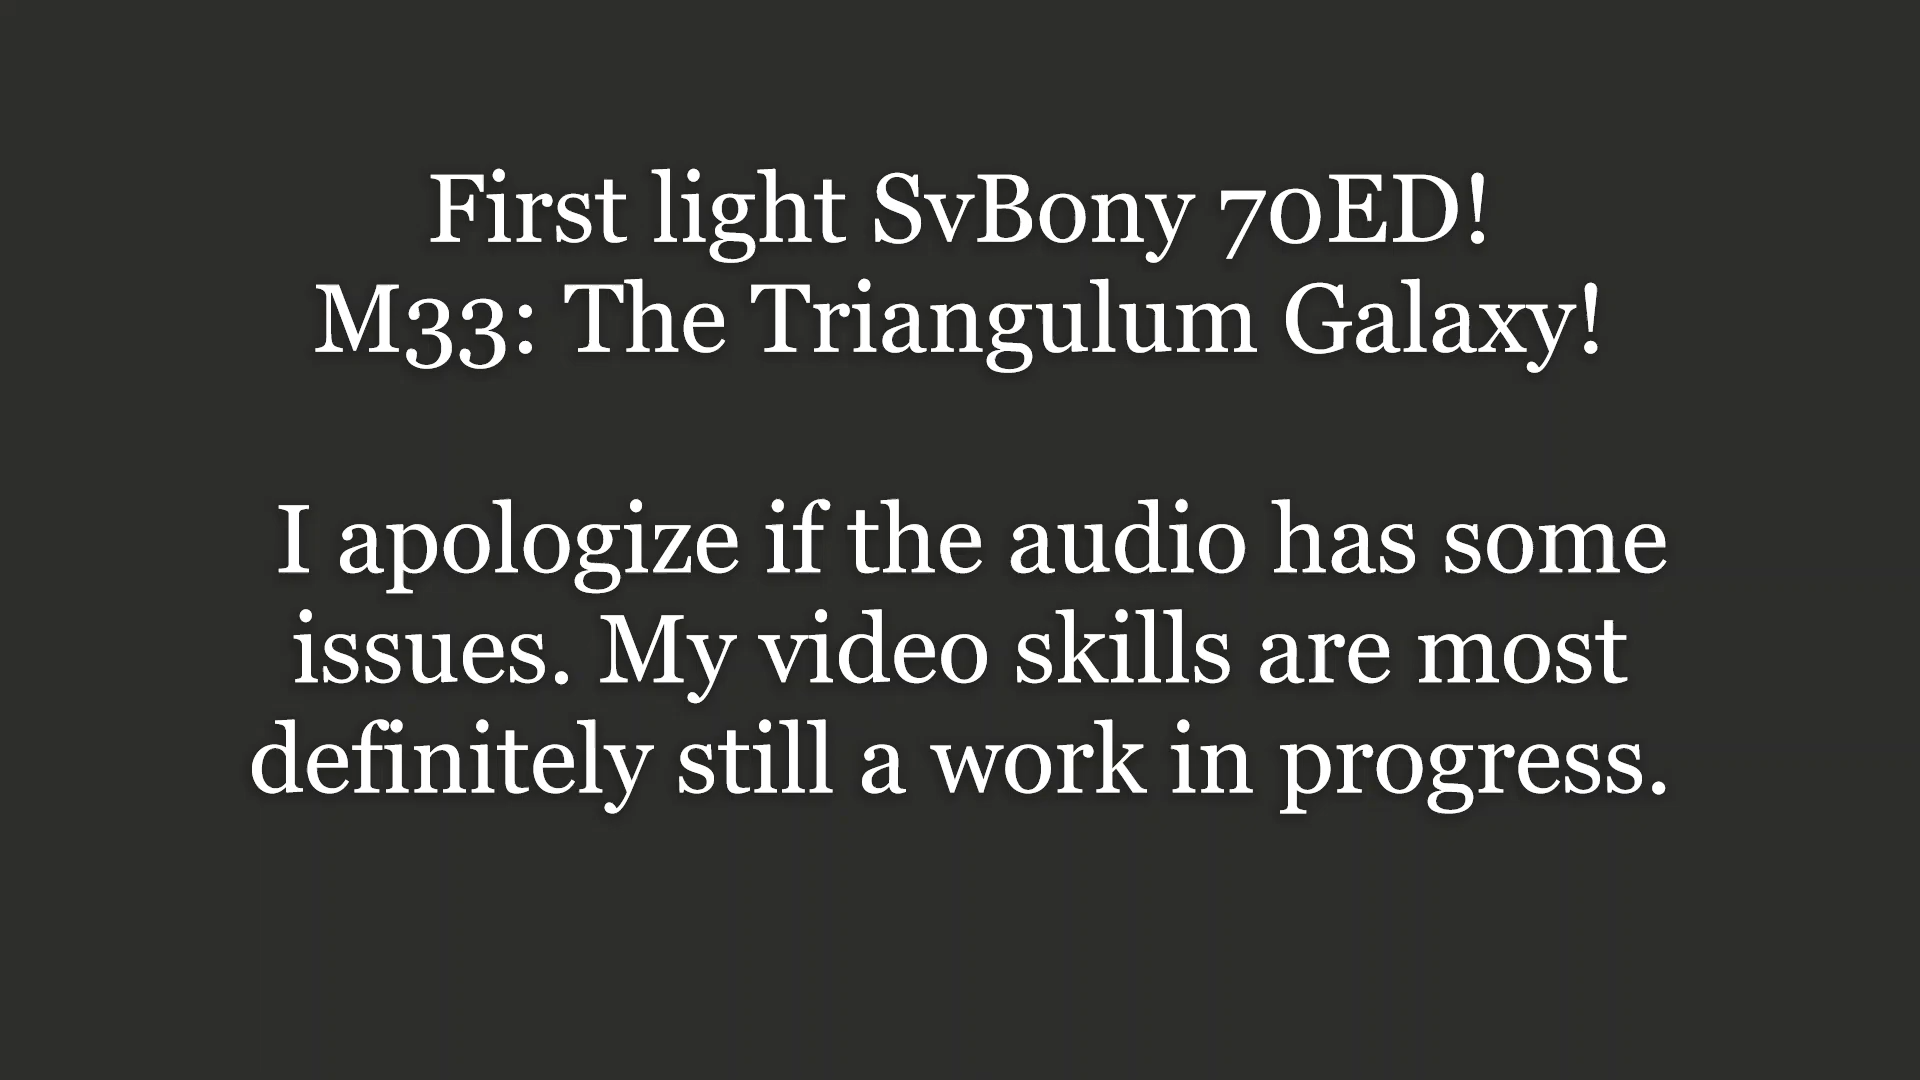 First light SvBony 70ED!
M33: The Triangulum Galaxy!
I apologize if the audio has some
issues. My video skills are most
definitely still a work in progress.